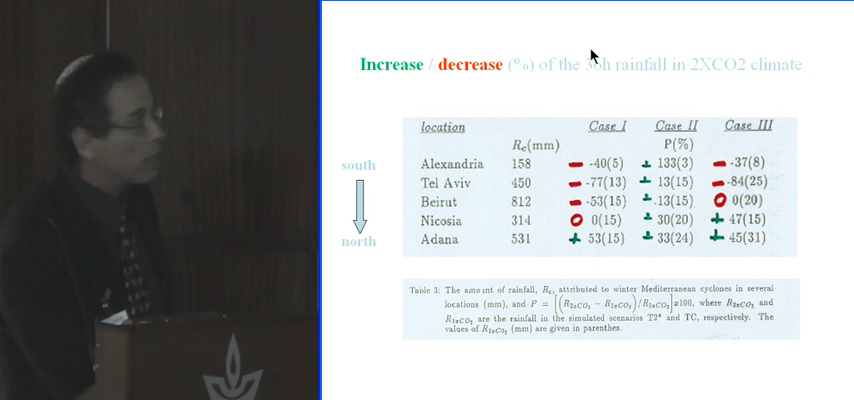 Increase / decrease (%) of the 36h rainfall in 2XCO2 climate
location Case I Case II Case III
Rc(mm) P(%)
south
Alexandria 158 -40(5) 133(3) -37(8)
Tel Aviv 450 -77(13) 13(15) -84(25)
Beirut 812 -53(15) .13(15) 0(20)
Nicosia 314 0(15) 30(20) 47(15)
Adana 531 53(15) 33(24) 45(31)
north
Table 3: The amount of rainfall, Rc, attributed to winter Mediterranean cyclones in several
locations (mm), and P = [(R2xCO2 − R1xCO2)/R1xCO2]x100, where R2xCO2 and
R1xCO2 are the rainfall in the simulated scenarios T2* and TC, respectively. The
values of R1xCO2 (mm) are given in parenthes.